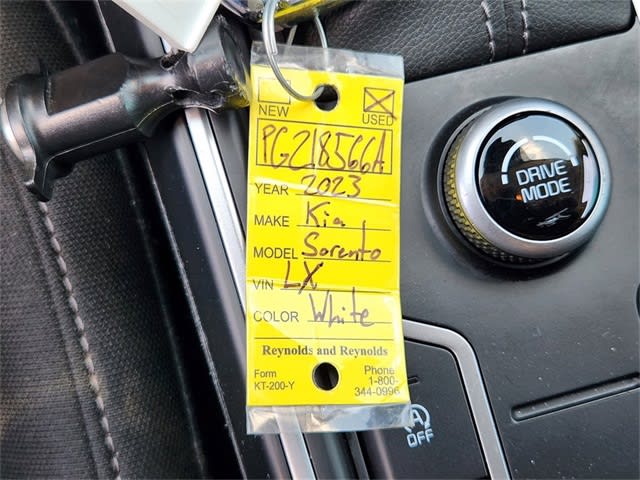 NEW
USED
PG218566A
YEAR 2023
MAKE Kia
MODEL Sorento
VIN LX
COLOR White
Reynolds and Reynolds
Form
KT-200-Y
Phone
1-800-
344-0996
DRIVE
MODE
A
OFF